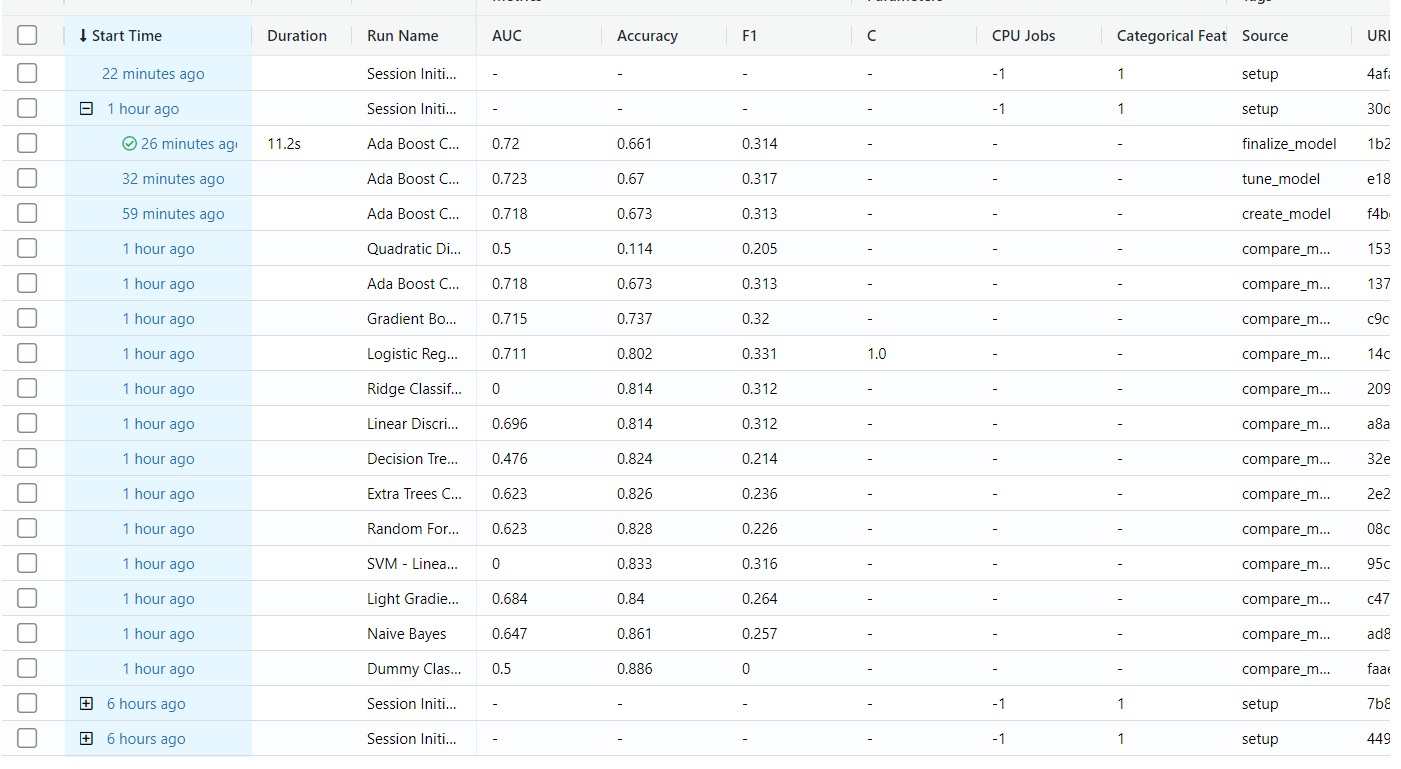 Metrics Parameters Tags
Start Time Duration Run Name AUC Accuracy F1 C CPU Jobs Categorical Feat Source
22 minutes ago Session Initi... - - - - -1 1 setup 4afa
1 hour ago Session Initi... - - - - -1 1 setup 30d
26 minutes ago 11.2s Ada Boost C... 0.72 0.661 0.314 - - - finalize_model 1b2
32 minutes ago Ada Boost C... 0.723 0.67 0.317 - - - tune_model e18
59 minutes ago Ada Boost C... 0.718 0.673 0.313 - - - create_model f4b
1 hour ago Quadratic Di... 0.5 0.114 0.205 - - - compare_m... 153
1 hour ago Ada Boost C... 0.718 0.673 0.313 - - - compare_m... 137
1 hour ago Gradient Bo... 0.715 0.737 0.32 - - - compare_m... c9c
1 hour ago Logistic Reg... 0.711 0.802 0.331 1.0 - - compare_m... 14c
1 hour ago Ridge Classif... 0 0.814 0.312 - - - compare_m... 209
1 hour ago Linear Discri... 0.696 0.814 0.312 - - - compare_m... a8a
1 hour ago Decision Tre... 0.476 0.824 0.214 - - - compare_m... 32e
1 hour ago Extra Trees C... 0.623 0.826 0.236 - - - compare_m... 2e2
1 hour ago Random For... 0.623 0.828 0.226 - - - compare_m... 08c
1 hour ago SVM - Linea... 0 0.833 0.316 - - - compare_m... 95c
1 hour ago Light Gradie... 0.684 0.84 0.264 - - - compare_m... c47
1 hour ago Naive Bayes 0.647 0.861 0.257 - - - compare_m... ad8
1 hour ago Dummy Clas... 0.5 0.886 0 - - - compare_m... faae
6 hours ago Session Initi... - - - - -1 1 setup 7b8
6 hours ago Session Initi... - - - - -1 1 setup 449